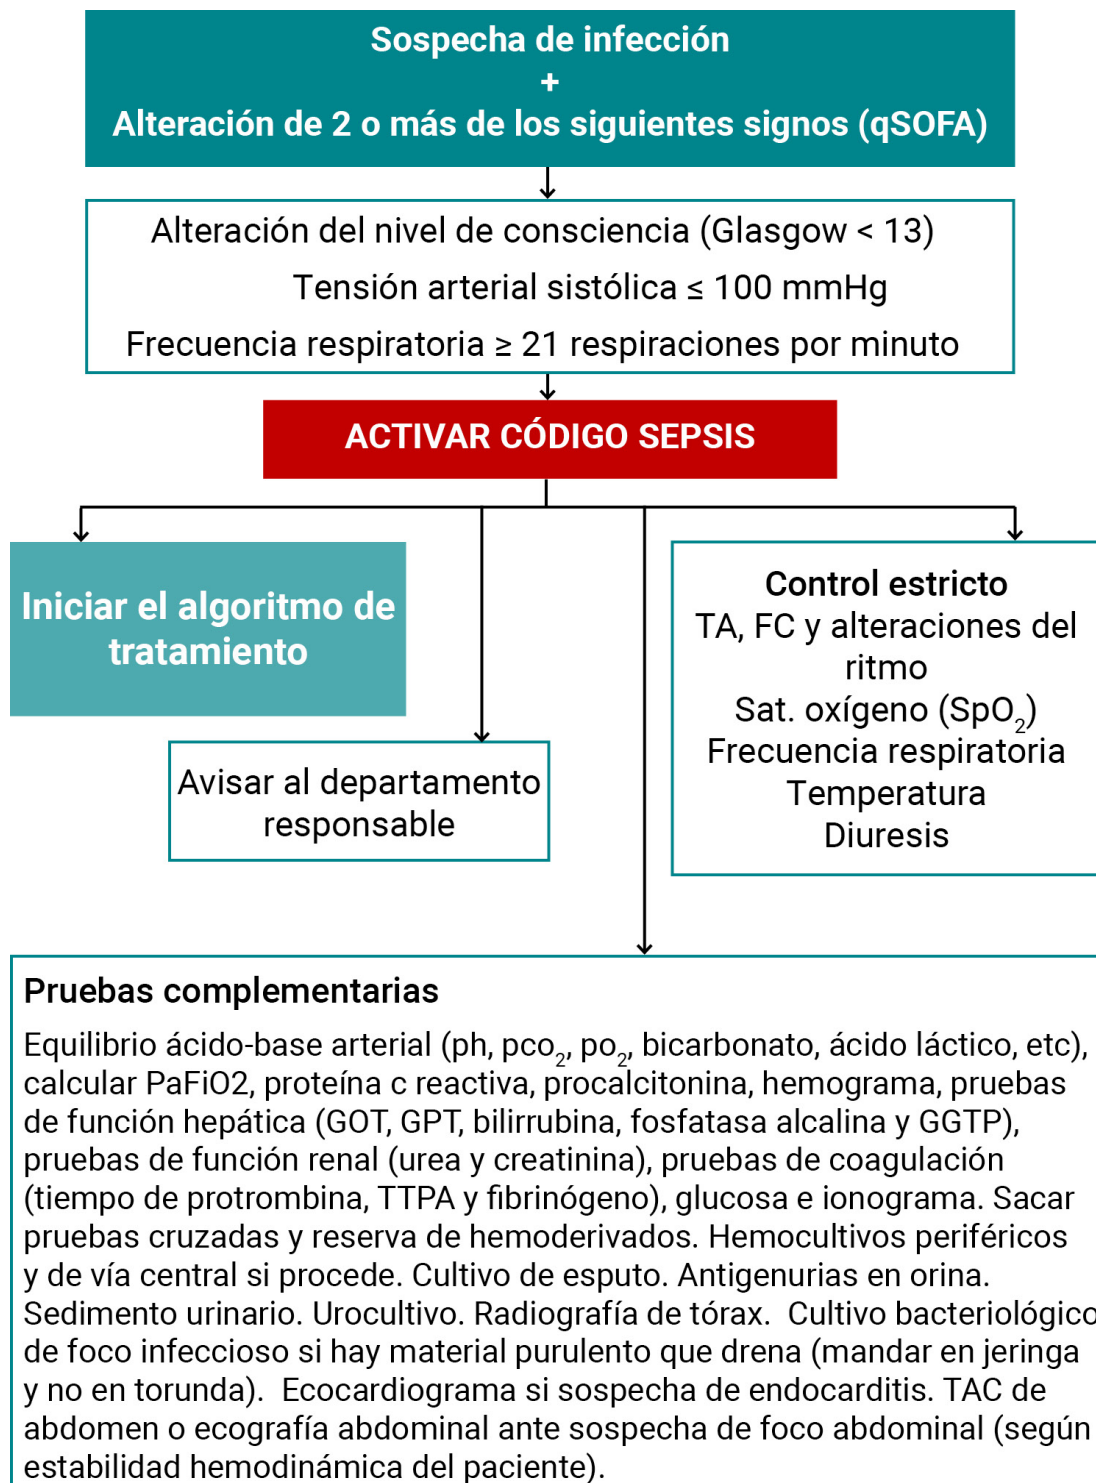 Sospecha de infección
+
Alteración de 2 o más de los siguientes signos (qSOFA)
Alteración del nivel de consciencia (Glasgow < 13)
Tensión arterial sistólica ≤ 100 mmHg
Frecuencia respiratoria ≥ 21 respiraciones por minuto
ACTIVAR CÓDIGO SEPSIS
Iniciar el algoritmo de
tratamiento
Avisar al departamento
responsable
Control estricto
TA, FC y alteraciones del
ritmo
Sat. oxígeno (SpO₂)
Frecuencia respiratoria
Temperatura
Diuresis
Pruebas complementarias
Equilibrio ácido-base arterial (ph, pco₂, po₂, bicarbonato, ácido láctico, etc),
calcular PaFiO2, proteína c reactiva, procalcitonina, hemograma, pruebas
de función hepática (GOT, GPT, bilirrubina, fosfatasa alcalina y GGTP),
pruebas de función renal (urea y creatinina), pruebas de coagulación
(tiempo de protrombina, TTPA y fibrinógeno), glucosa e ionograma. Sacar
pruebas cruzadas y reserva de hemoderivados. Hemocultivos periféricos
y de vía central si procede. Cultivo de esputo. Antigenurias en orina.
Sedimento urinario. Urocultivo. Radiografía de tórax. Cultivo bacteriológico
de foco infeccioso si hay material purulento que drena (mandar en jeringa
y no en torunda). Ecocardiograma si sospecha de endocarditis. TAC de
abdomen o ecografía abdominal ante sospecha de foco abdominal (según
estabilidad hemodinámica del paciente).